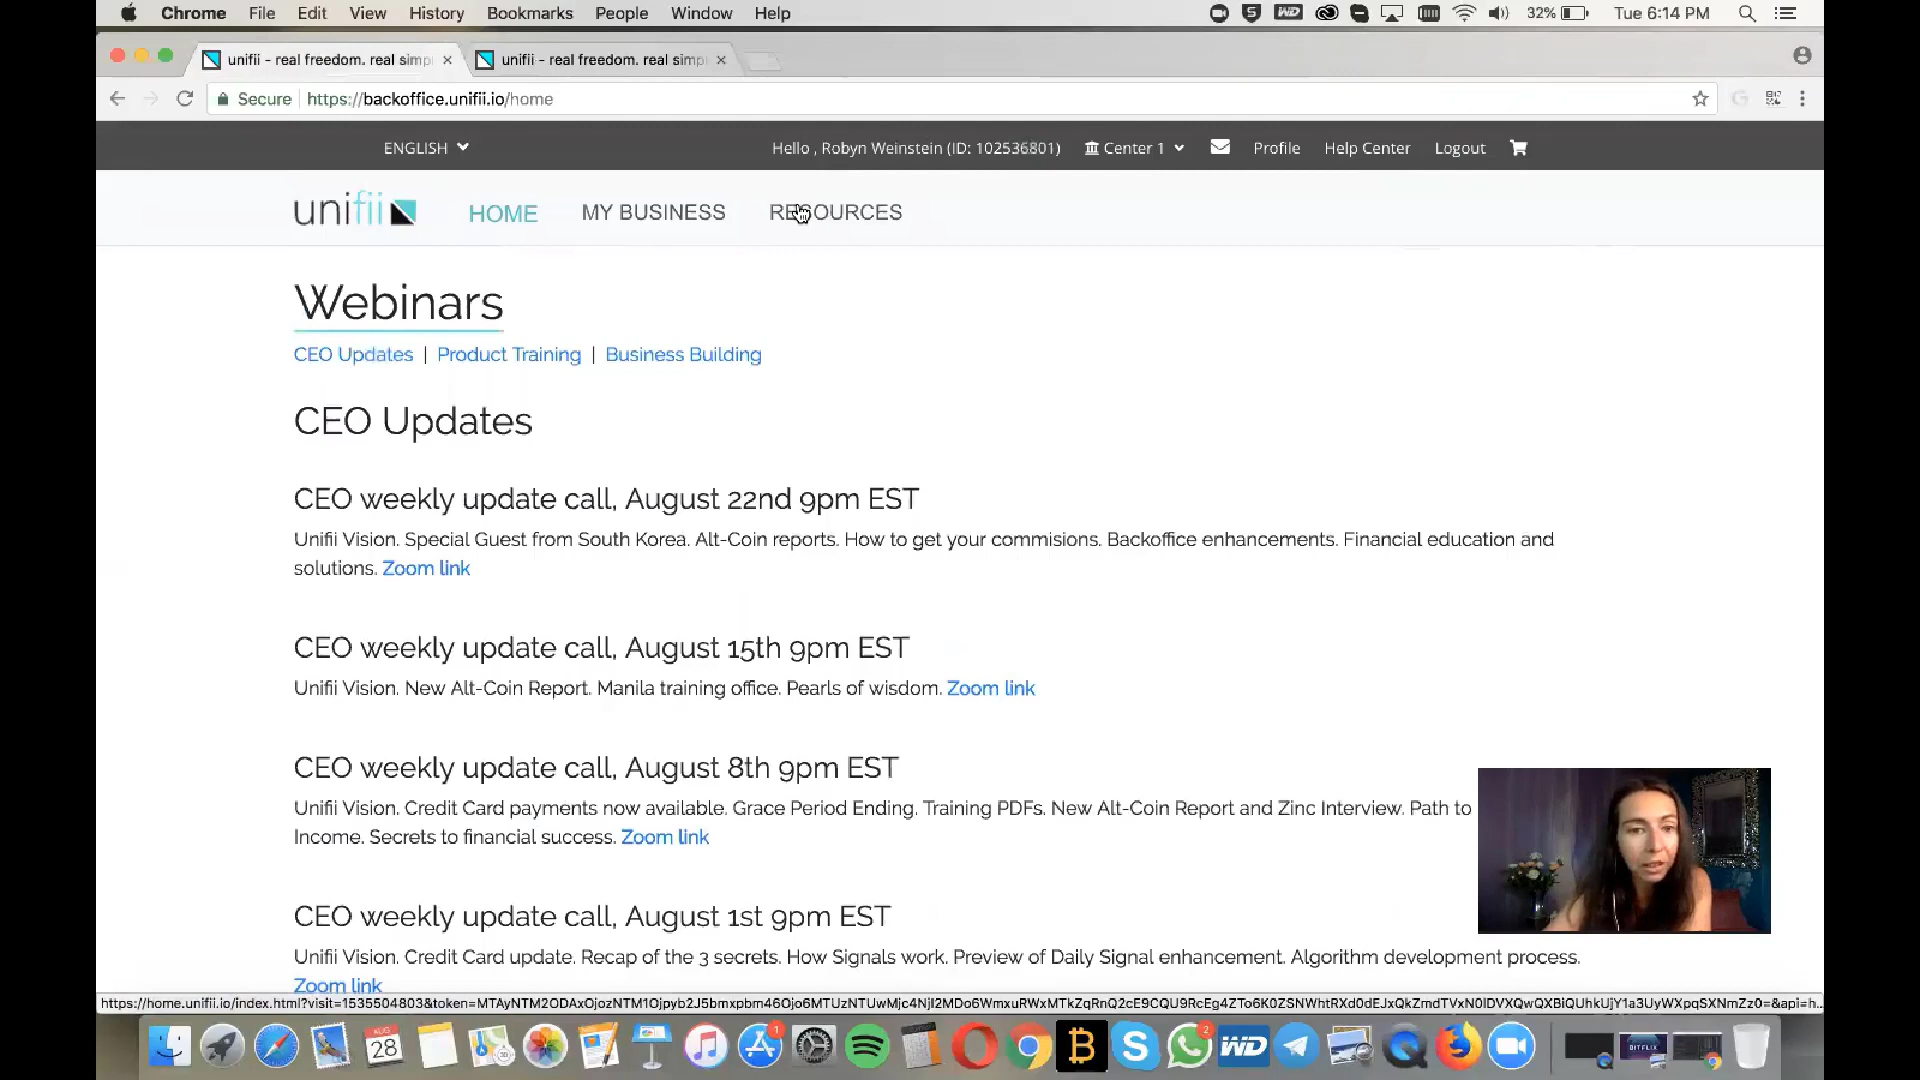 Chrome File Edit View History Bookmarks People Window Help 32% Tue 6:14 PM
unifii - real freedom. real simp unifii - real freedom. real simp
Secure https://backoffice.unifii.io/home
ENGLISH Hello , Robyn Weinstein (ID: 102536801) Center 1 Profile Help Center Logout
unifii HOME MY BUSINESS RESOURCES
Webinars
CEO Updates | Product Training | Business Building
CEO Updates
CEO weekly update call, August 22nd 9pm EST
Unifii Vision. Special Guest from South Korea. Alt-Coin reports. How to get your commisions. Backoffice enhancements. Financial education and
solutions. Zoom link
CEO weekly update call, August 15th 9pm EST
Unifii Vision. New Alt-Coin Report. Manila training office. Pearls of wisdom. Zoom link
CEO weekly update call, August 8th 9pm EST
Unifii Vision. Credit Card payments now available. Grace Period Ending. Training PDFs. New Alt-Coin Report and Zinc Interview. Path to
Income. Secrets to financial success. Zoom link
CEO weekly update call, August 1st 9pm EST
Unifii Vision. Credit Card update. Recap of the 3 secrets. How Signals work. Preview of Daily Signal enhancement. Algorithm development process.
Zoom link
AUG
28
1
2
WD
BITFLIX